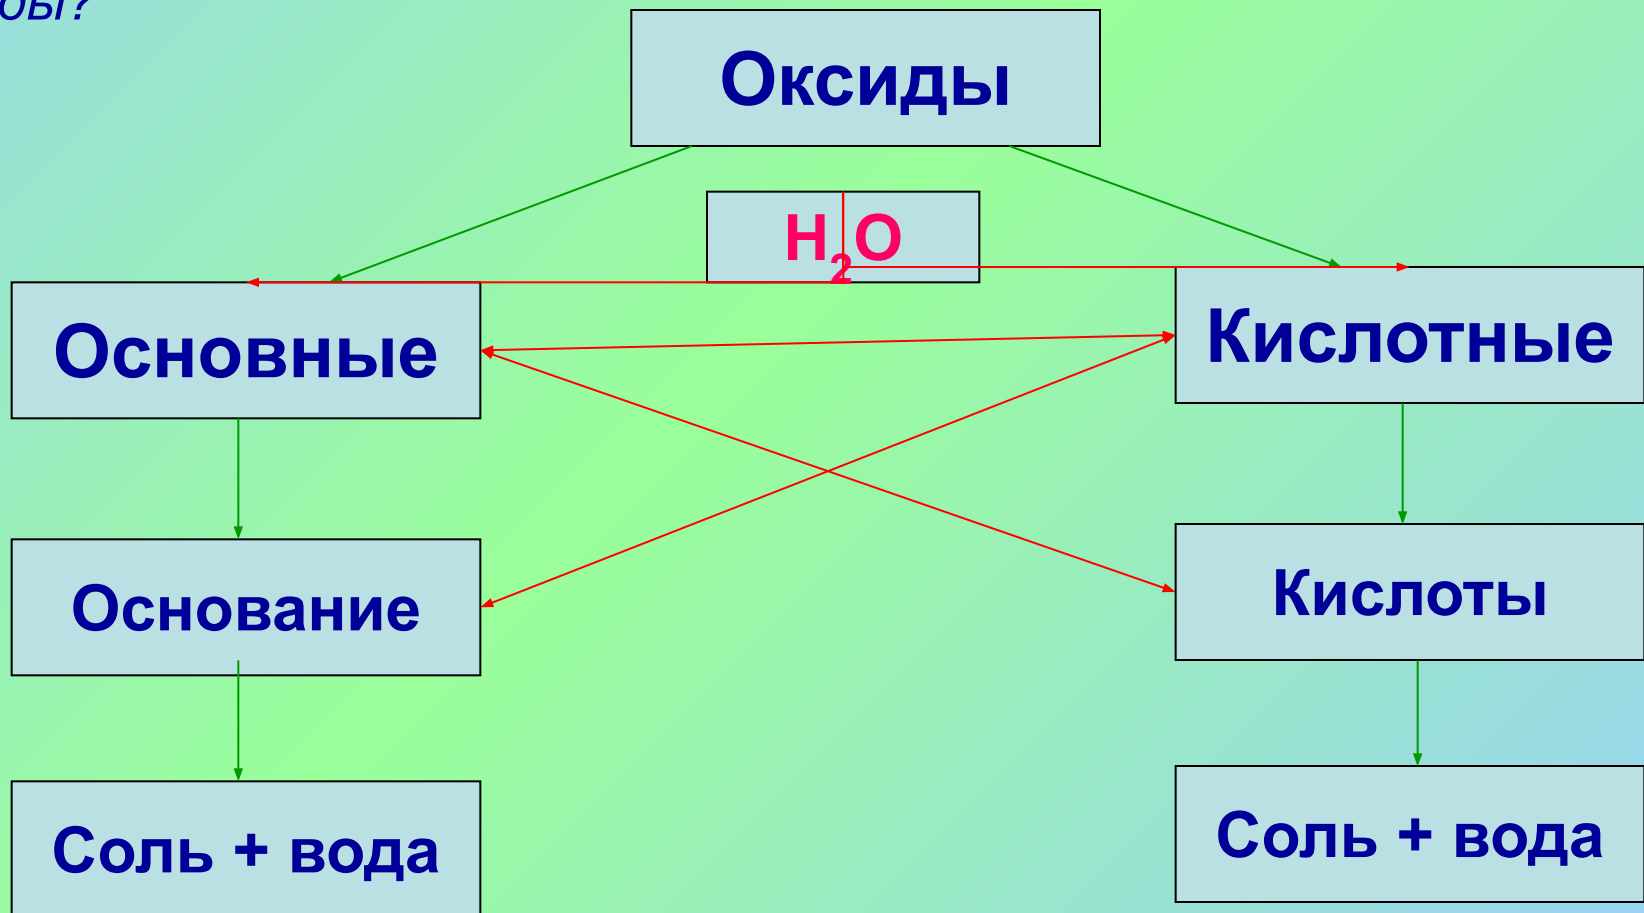 Оксиды
H2O
Основные
Кислотные
Основание
Кислоты
Соль + вода
Соль + вода